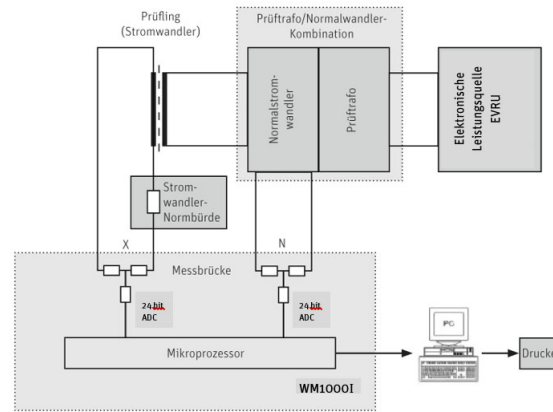 Prüfling
(Stromwandler)
Prüftrafo/Normalwandler-
Kombination
Normalstrom-
wandler
Prüftrafo
Elektronische
Leistungsquelle
EVRU
Strom-
wandler-
Normbürde
X
N
Messbrücke
24 bit
ADC
24 bit
ADC
PC
Mikroprozessor
Drucke
WM1000I